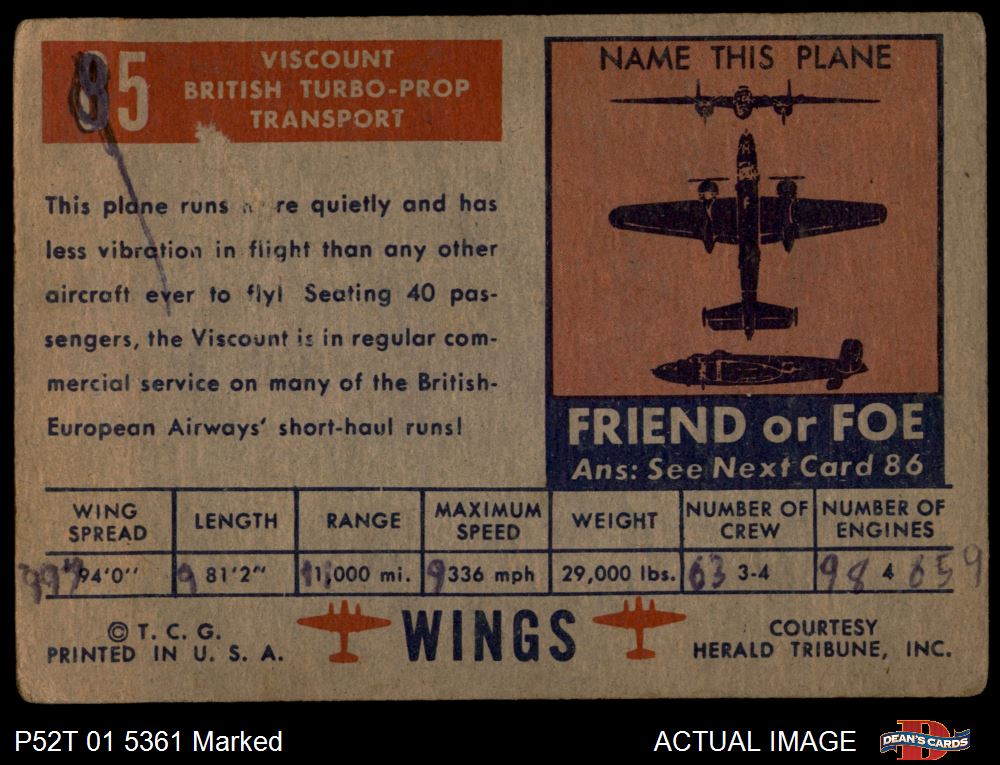 85
VISCOUNT
BRITISH TURBO-PROP
TRANSPORT
This plane runs re quietly and has
less vibration in flight than any other
aircraft ever to fly! Seating 40 pas-
sengers, the Viscount is in regular com-
mercial service on many of the British-
European Airways' short-haul runs!
NAME THIS PLANE
FRIEND or FOE
Ans: See Next Card 86
WING SPREAD LENGTH RANGE MAXIMUM SPEED WEIGHT NUMBER OF CREW NUMBER OF ENGINES
94'0'' 81'2'' 1,000 mi. 9 336 mph 29,000 lbs. 63 3-4 98 4 659
© T. C. G.
PRINTED IN U. S. A.
WINGS
COURTESY
HERALD TRIBUNE, INC.
P52T 01 5361 Marked
ACTUAL IMAGE
D
DEAN'S CARDS